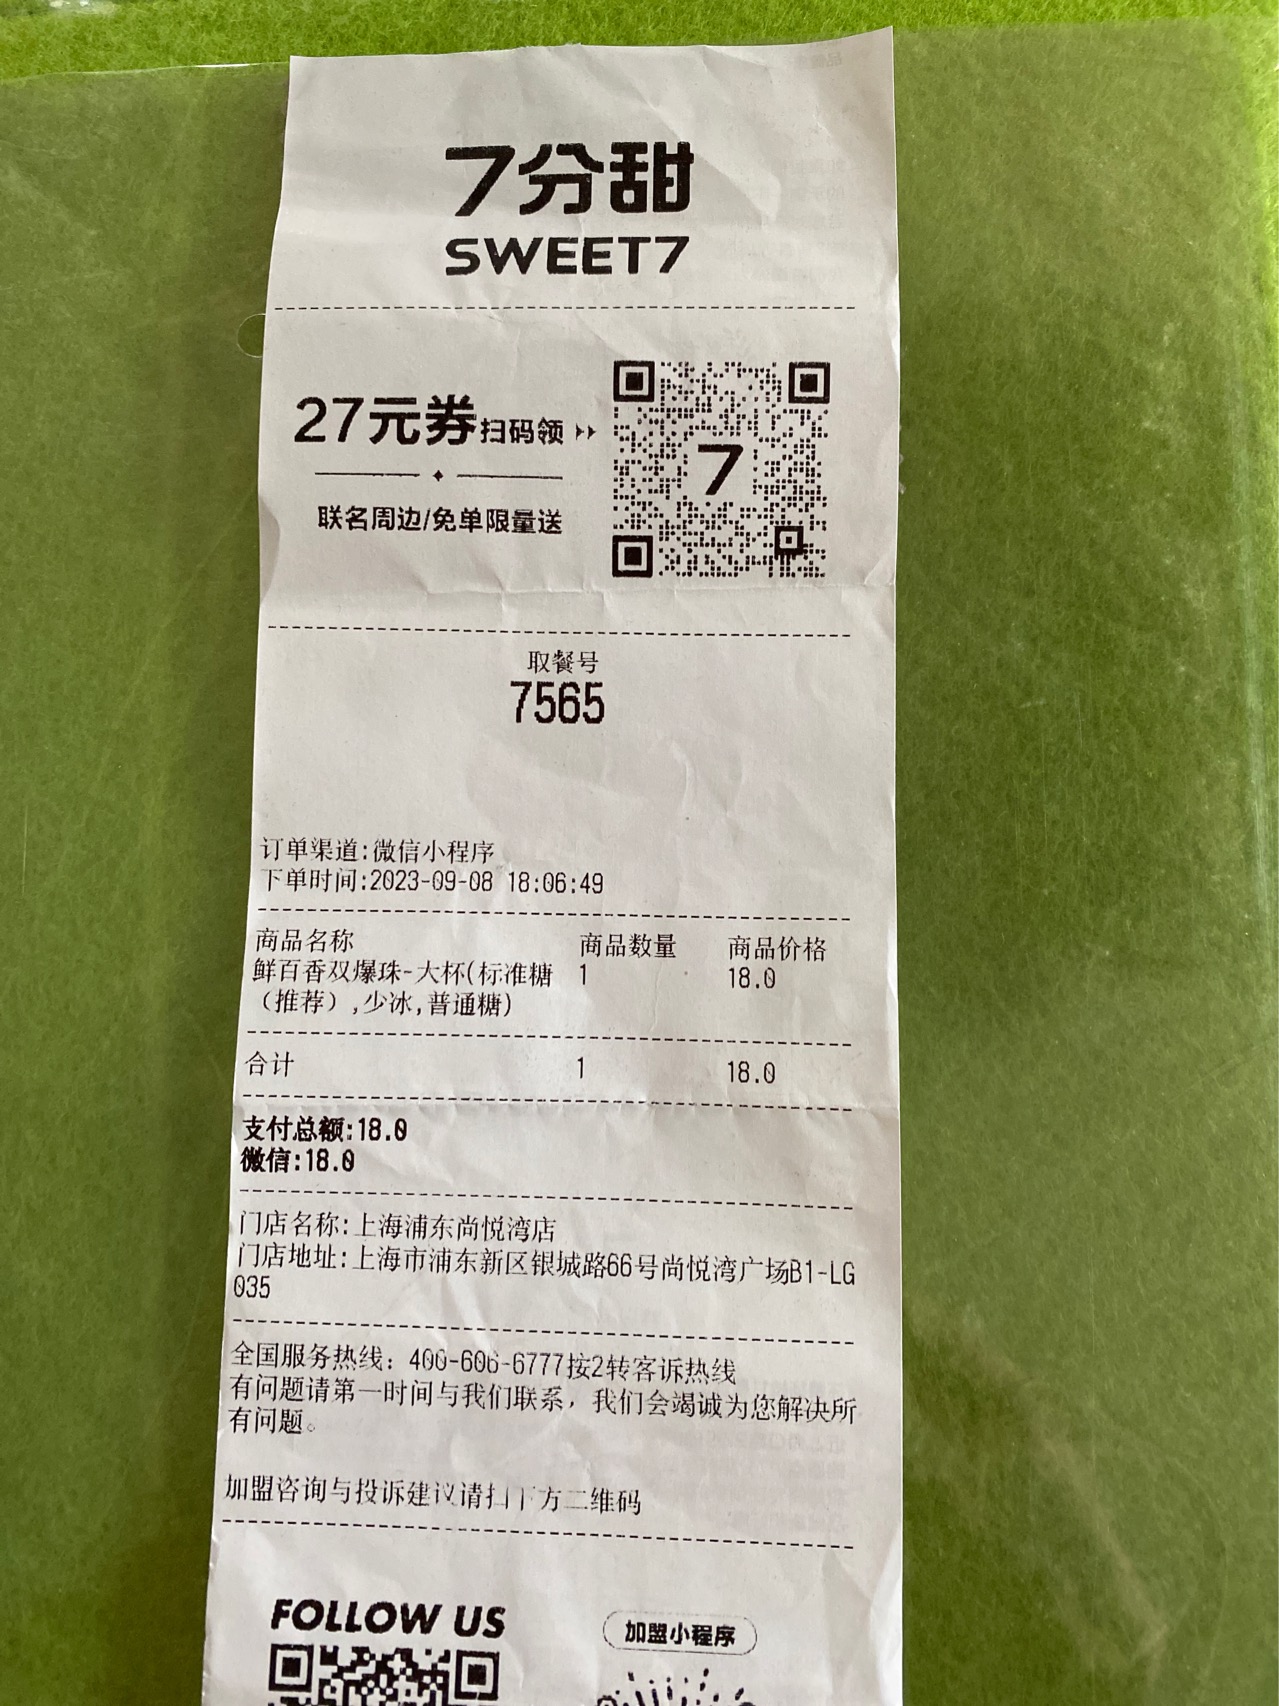 7分甜
SWEET7
27元券扫码领
联名周边/免单限量送
7
取餐号
7565
订单渠道:微信小程序
下单时间:2023-09-08 18:06:49
商品名称 商品数量 商品价格
鲜百香双爆珠-大杯(标准糖 1 18.0
（推荐）,少冰,普通糖)
合计 1 18.0
支付总额:18.0
微信:18.0
门店名称:上海浦东尚悦湾店
门店地址:上海市浦东新区银城路66号尚悦湾广场B1-LG
035
全国服务热线：400-606-6777按2转客诉热线
有问题请第一时间与我们联系，我们会竭诚为您解决所
有问题。
加盟咨询与投诉建议请扫下方二维码
FOLLOW US
加盟小程序